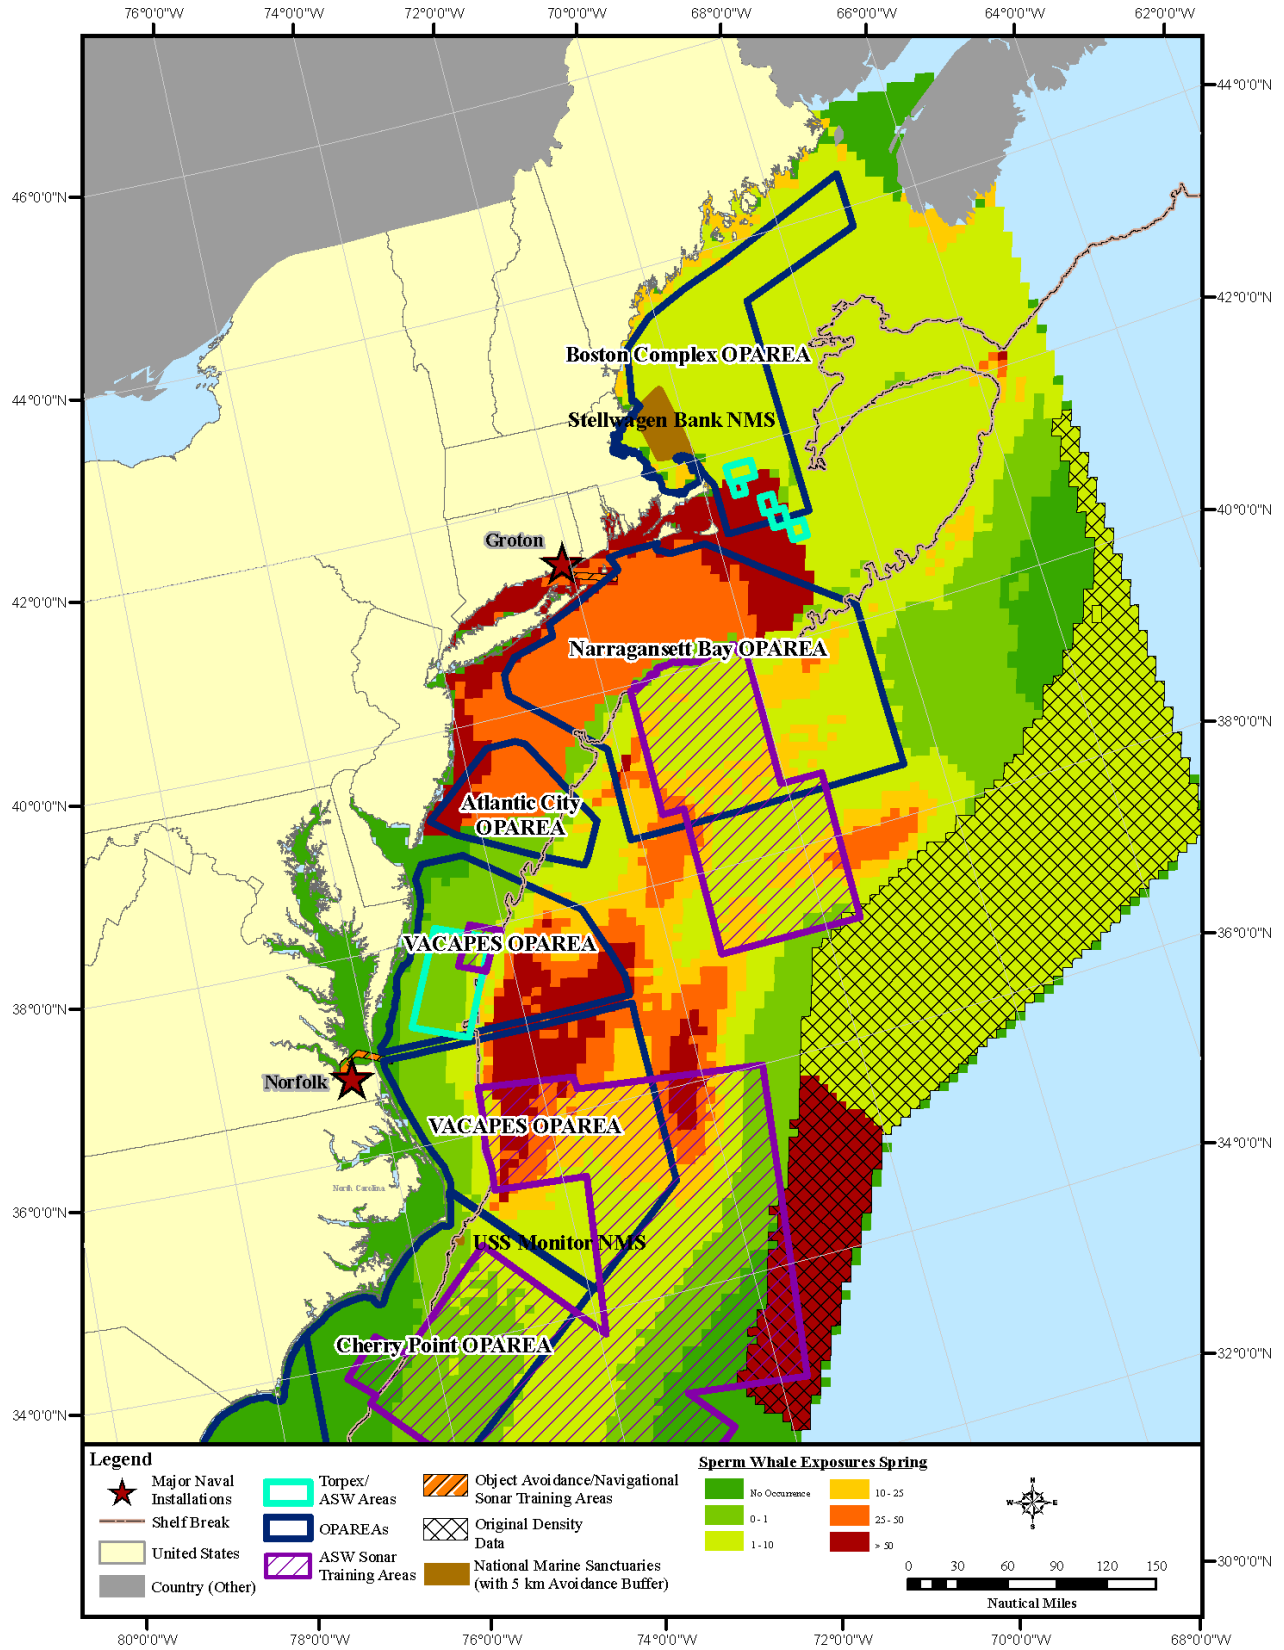 76°0'0"W
74°0'0"W
72°0'0"W
70°0'0"W
68°0'0"W
66°0'0"W
64°0'0"W
62°0'0"W
44°0'0"N
46°0'0"N
42°0'0"N
Boston Complex OPAREA
44°0'0"N
Stellwagen Bank NMS
40°0'0"N
Groton
42°0'0"N
Narragansett Bay OPAREA
38°0'0"N
40°0'0"N
Atlantic City
OPAREA
36°0'0"N
VACAPES OPAREA
38°0'0"N
Norfolk
VACAPES OPAREA
34°0'0"N
North Carolina
36°0'0"N
USS Monitor NMS
Cherry Point OPAREA
32°0'0"N
34°0'0"N
Legend
Major Naval
Installations
Shelf Break
United States
Country (Other)
Torpex/
ASW Areas
OPAREAs
ASW Sonar
Training Areas
Object Avoidance/Navigational
Sonar Training Areas
Original Density
Data
National Marine Sanctuaries
(with 5 km Avoidance Buffer)
Sperm Whale Exposures Spring
No Occurrence
0 - 1
1 - 10
10 - 25
25 - 50
> 50
N
W E
S
0 30 60 90 120 150
Nautical Miles
30°0'0"N
80°0'0"W
78°0'0"W
76°0'0"W
74°0'0"W
72°0'0"W
70°0'0"W
68°0'0"W